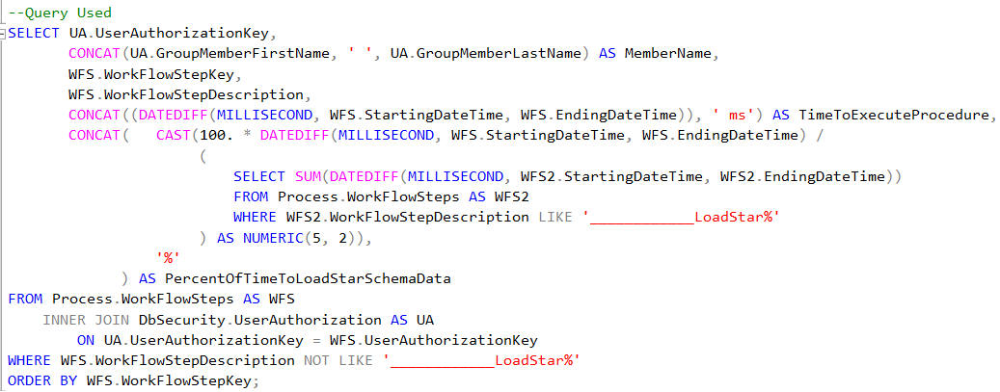 --Query Used
SELECT UA.UserAuthorizationKey,
CONCAT(UA.GroupMemberFirstName, ' ', UA.GroupMemberLastName) AS MemberName,
WFS.WorkFlowStepKey,
WFS.WorkFlowStepDescription,
CONCAT((DATEDIFF(MILLISECOND, WFS.StartingDateTime, WFS.EndingDateTime)), ' ms') AS TimeToExecuteProcedure,
CONCAT( CAST(100. * DATEDIFF(MILLISECOND, WFS.StartingDateTime, WFS.EndingDateTime) /
(
SELECT SUM(DATEDIFF(MILLISECOND, WFS2.StartingDateTime, WFS2.EndingDateTime))
FROM Process.WorkFlowSteps AS WFS2
WHERE WFS2.WorkFlowStepDescription LIKE '____________LoadStar%'
) AS NUMERIC(5, 2)),
'%'
) AS PercentOfTimeToLoadStarSchemaData
FROM Process.WorkFlowSteps AS WFS
INNER JOIN DbSecurity.UserAuthorization AS UA
ON UA.UserAuthorizationKey = WFS.UserAuthorizationKey
WHERE WFS.WorkFlowStepDescription NOT LIKE '____________LoadStar%'
ORDER BY WFS.WorkFlowStepKey;